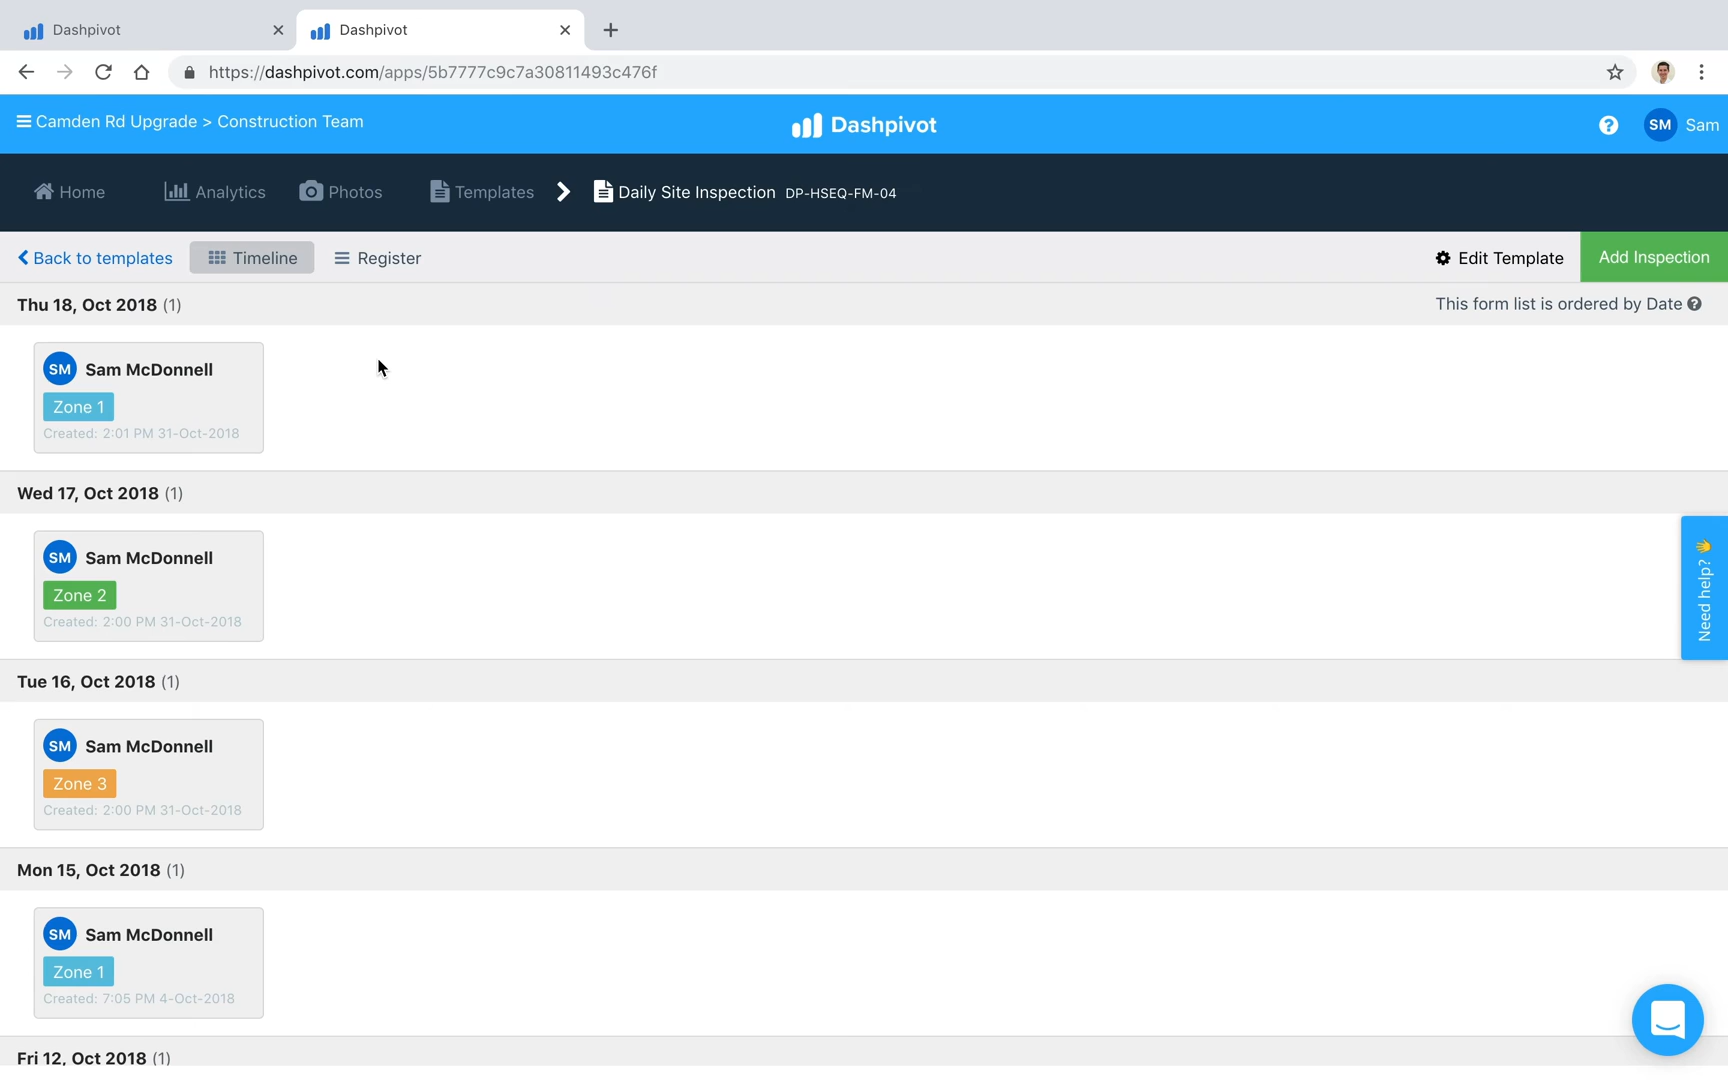 Dashpivot
Dashpivot
https://dashpivot.com/apps/5b7777c9c7a30811493c476f
Camden Rd Upgrade > Construction Team
Dashpivot
SM Sam
Home
Analytics
Photos
Templates
Daily Site Inspection DP-HSEQ-FM-04
Back to templates
Timeline
Register
Edit Template
Add Inspection
Thu 18, Oct 2018 (1)
This form list is ordered by Date
SM Sam McDonnell
Zone 1
Created: 2:01 PM 31-Oct-2018
Wed 17, Oct 2018 (1)
SM Sam McDonnell
Zone 2
Created: 2:00 PM 31-Oct-2018
Need help? 👋
Tue 16, Oct 2018 (1)
SM Sam McDonnell
Zone 3
Created: 2:00 PM 31-Oct-2018
Mon 15, Oct 2018 (1)
SM Sam McDonnell
Zone 1
Created: 7:05 PM 4-Oct-2018
Fri 12, Oct 2018 (1)